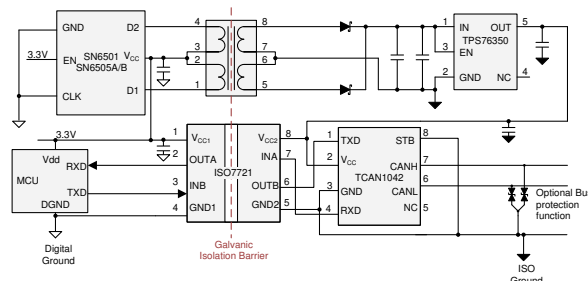 GND
D2
4
8
1
IN
OUT
5
SN6501
SN6505A/B
3.3V
EN
VCC
3
7
TPS76350
3
EN
2
6
CLK
D1
1
5
2
GND
NC
4
3.3V
1
VCC1
VCC2
8
1
TXD
STB
8
Vdd
2
OUTA
INA
7
2
VCC
CANH
7
RXD
ISO7721
TCAN1042
MCU
3
INB
OUTB
6
3
GND
CANL
6
TXD
DGND
4
GND1
GND2
5
4
RXD
NC
5
Optional Bus
protection
function
Digital
Ground
Galvanic
Isolation Barrier
ISO
Ground